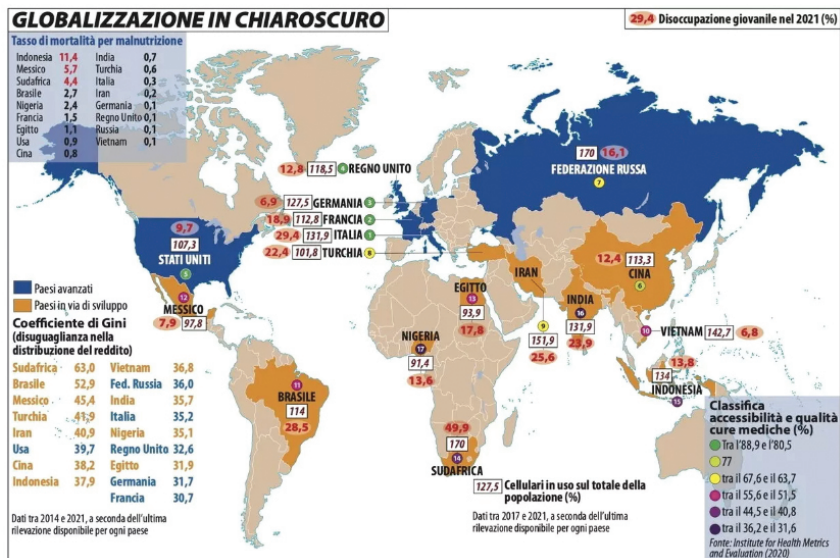 GLOBALIZZAZIONE IN CHIAROSCURO
29,4 Disoccupazione giovanile nel 2021 (%)
Tasso di mortalità per malnutrizione
Indonesia 11,4 India 0,7
Messico 5,7 Turchia 0,6
Sudafrica 4,4 Italia 0,3
Brasile 2,7 Iran 0,2
Nigeria 2,4 Germania 0,1
Francia 1,5 Regno Unito 0,1
Egitto 1,1 Russia 0,1
Usa 0,9 Vietnam 0,1
Cina 0,8
12,8 118,5 4 REGNO UNITO
6,9 127,5 GERMANIA 3
18,9 112,8 FRANCIA 2
29,4 131,9 ITALIA 1
22,4 101,8 TURCHIA 8
170 16,1
FEDERAZIONE RUSSA
7
9,7
107,3
STATI UNITI
5
12
MESSICO
7,9 97,8
IRAN
9
151,9
25,6
12,4 113,3
CINA
6
EGITTO
13
93,9
17,8
INDIA
16
131,9
23,9
10 VIETNAM 142,7 6,8
NIGERIA
17
91,4
13,6
13,8
134
INDONESIA
15
11
BRASILE
114
28,5
49,9
170
14
SUDAFRICA
Paesi avanzati
Paesi in via di sviluppo
Coefficiente di Gini
(disuguaglianza nella
distribuzione del reddito)
Sudafrica 63,0 Vietnam 36,8
Brasile 52,9 Fed. Russa 36,0
Messico 45,4 India 35,7
Turchia 41,9 Italia 35,2
Iran 40,9 Nigeria 35,1
Usa 39,7 Regno Unito 32,6
Cina 38,2 Egitto 31,9
Indonesia 37,9 Germania 31,7
Francia 30,7
Dati tra 2014 e 2021, a seconda dell'ultima
rilevazione disponibile per ogni paese
127,5 Cellulari in uso sul totale della
popolazione (%)
Dati tra 2017 e 2021, a seconda dell'ultima
rilevazione disponibile per ogni paese
Classifica
accessibilità e qualità
cure mediche (%)
Tra l'88,9 e l'80,5
77
tra il 67,6 e il 63,7
tra il 55,6 e il 51,5
tra il 44,5 e il 40,8
tra il 36,2 e il 31,6
Fonte: Institute for Health Metrics
and Evaluation (2020)